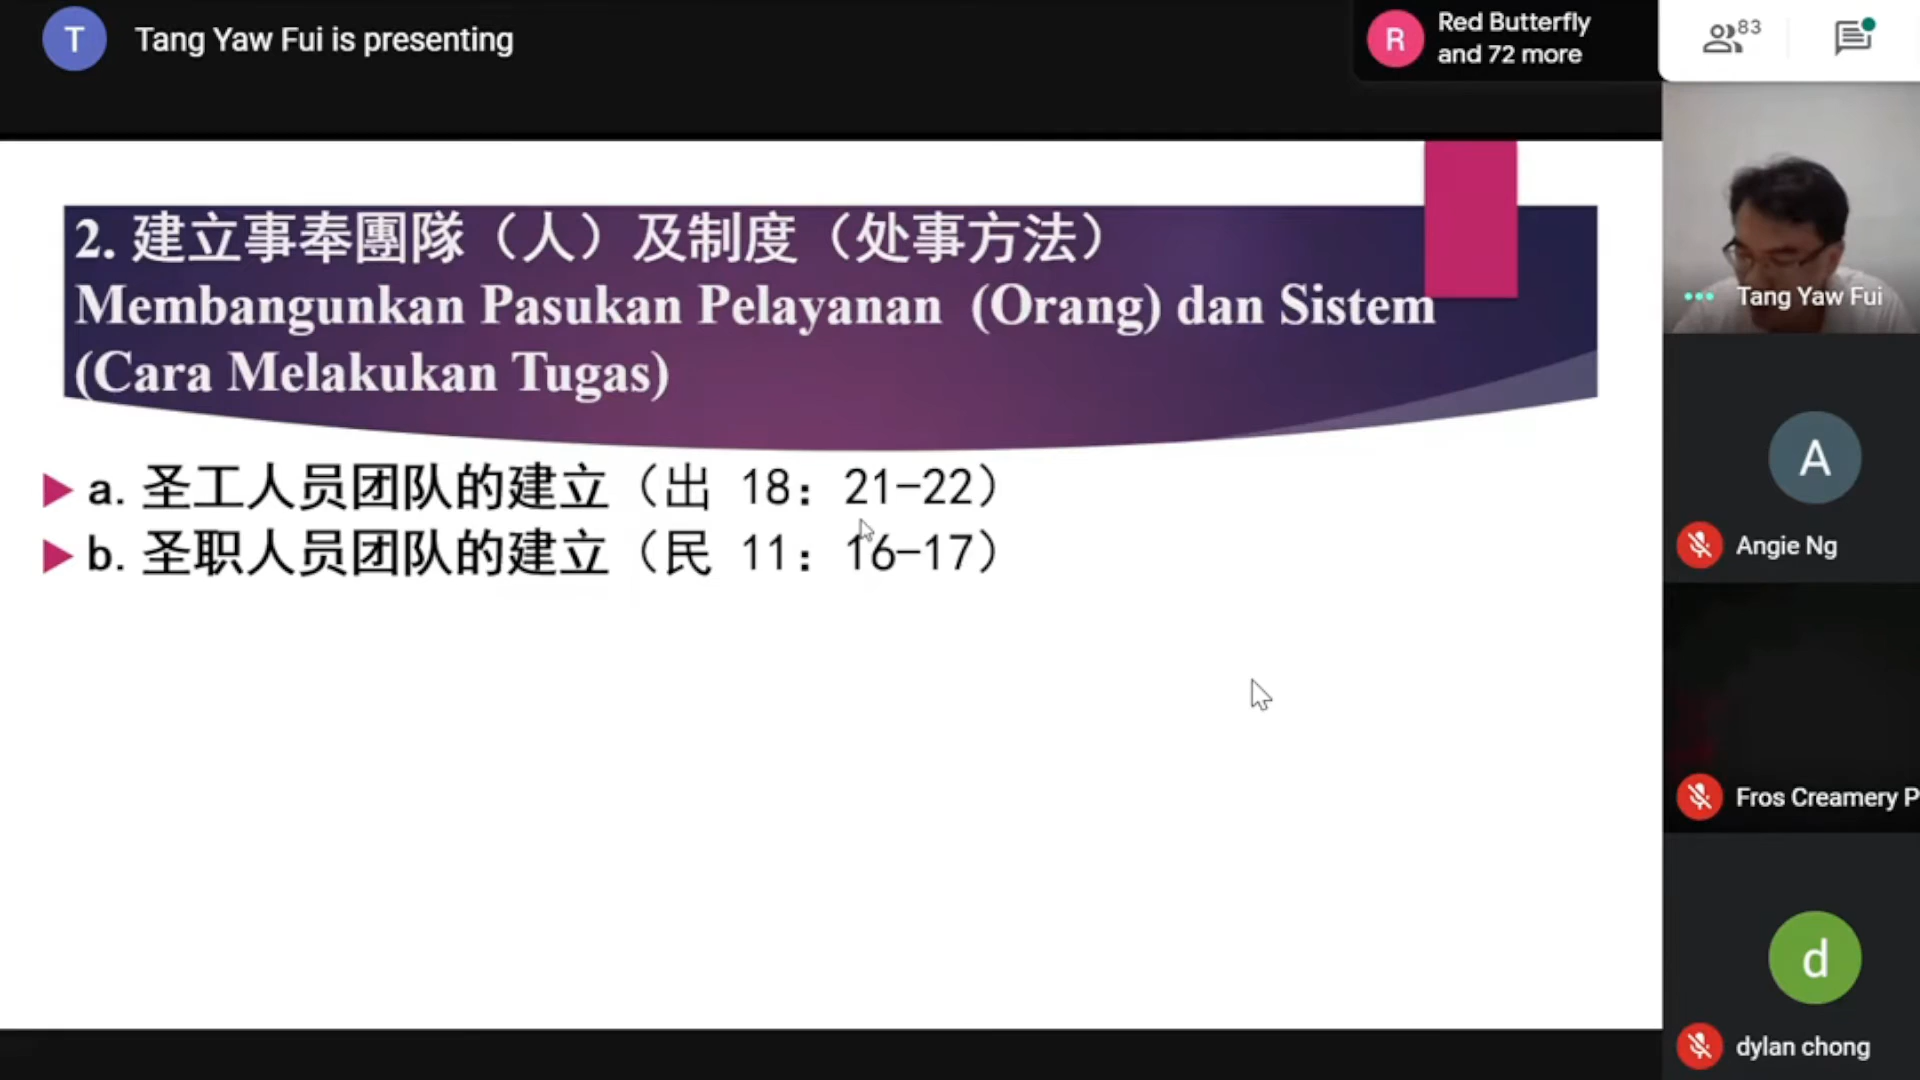 T
Tang Yaw Fui is presenting
R
Red Butterfly
and 72 more
83
2. 建立事奉團隊（人）及制度（处事方法）
Membangunkan Pasukan Pelayanan (Orang) dan Sistem
(Cara Melakukan Tugas)
a. 圣工人员团队的建立（出 18：21-22）
b. 圣职人员团队的建立（民 11：16-17）
Tang Yaw Fui
A
Angie Ng
Fros Creamery P
d
dylan chong